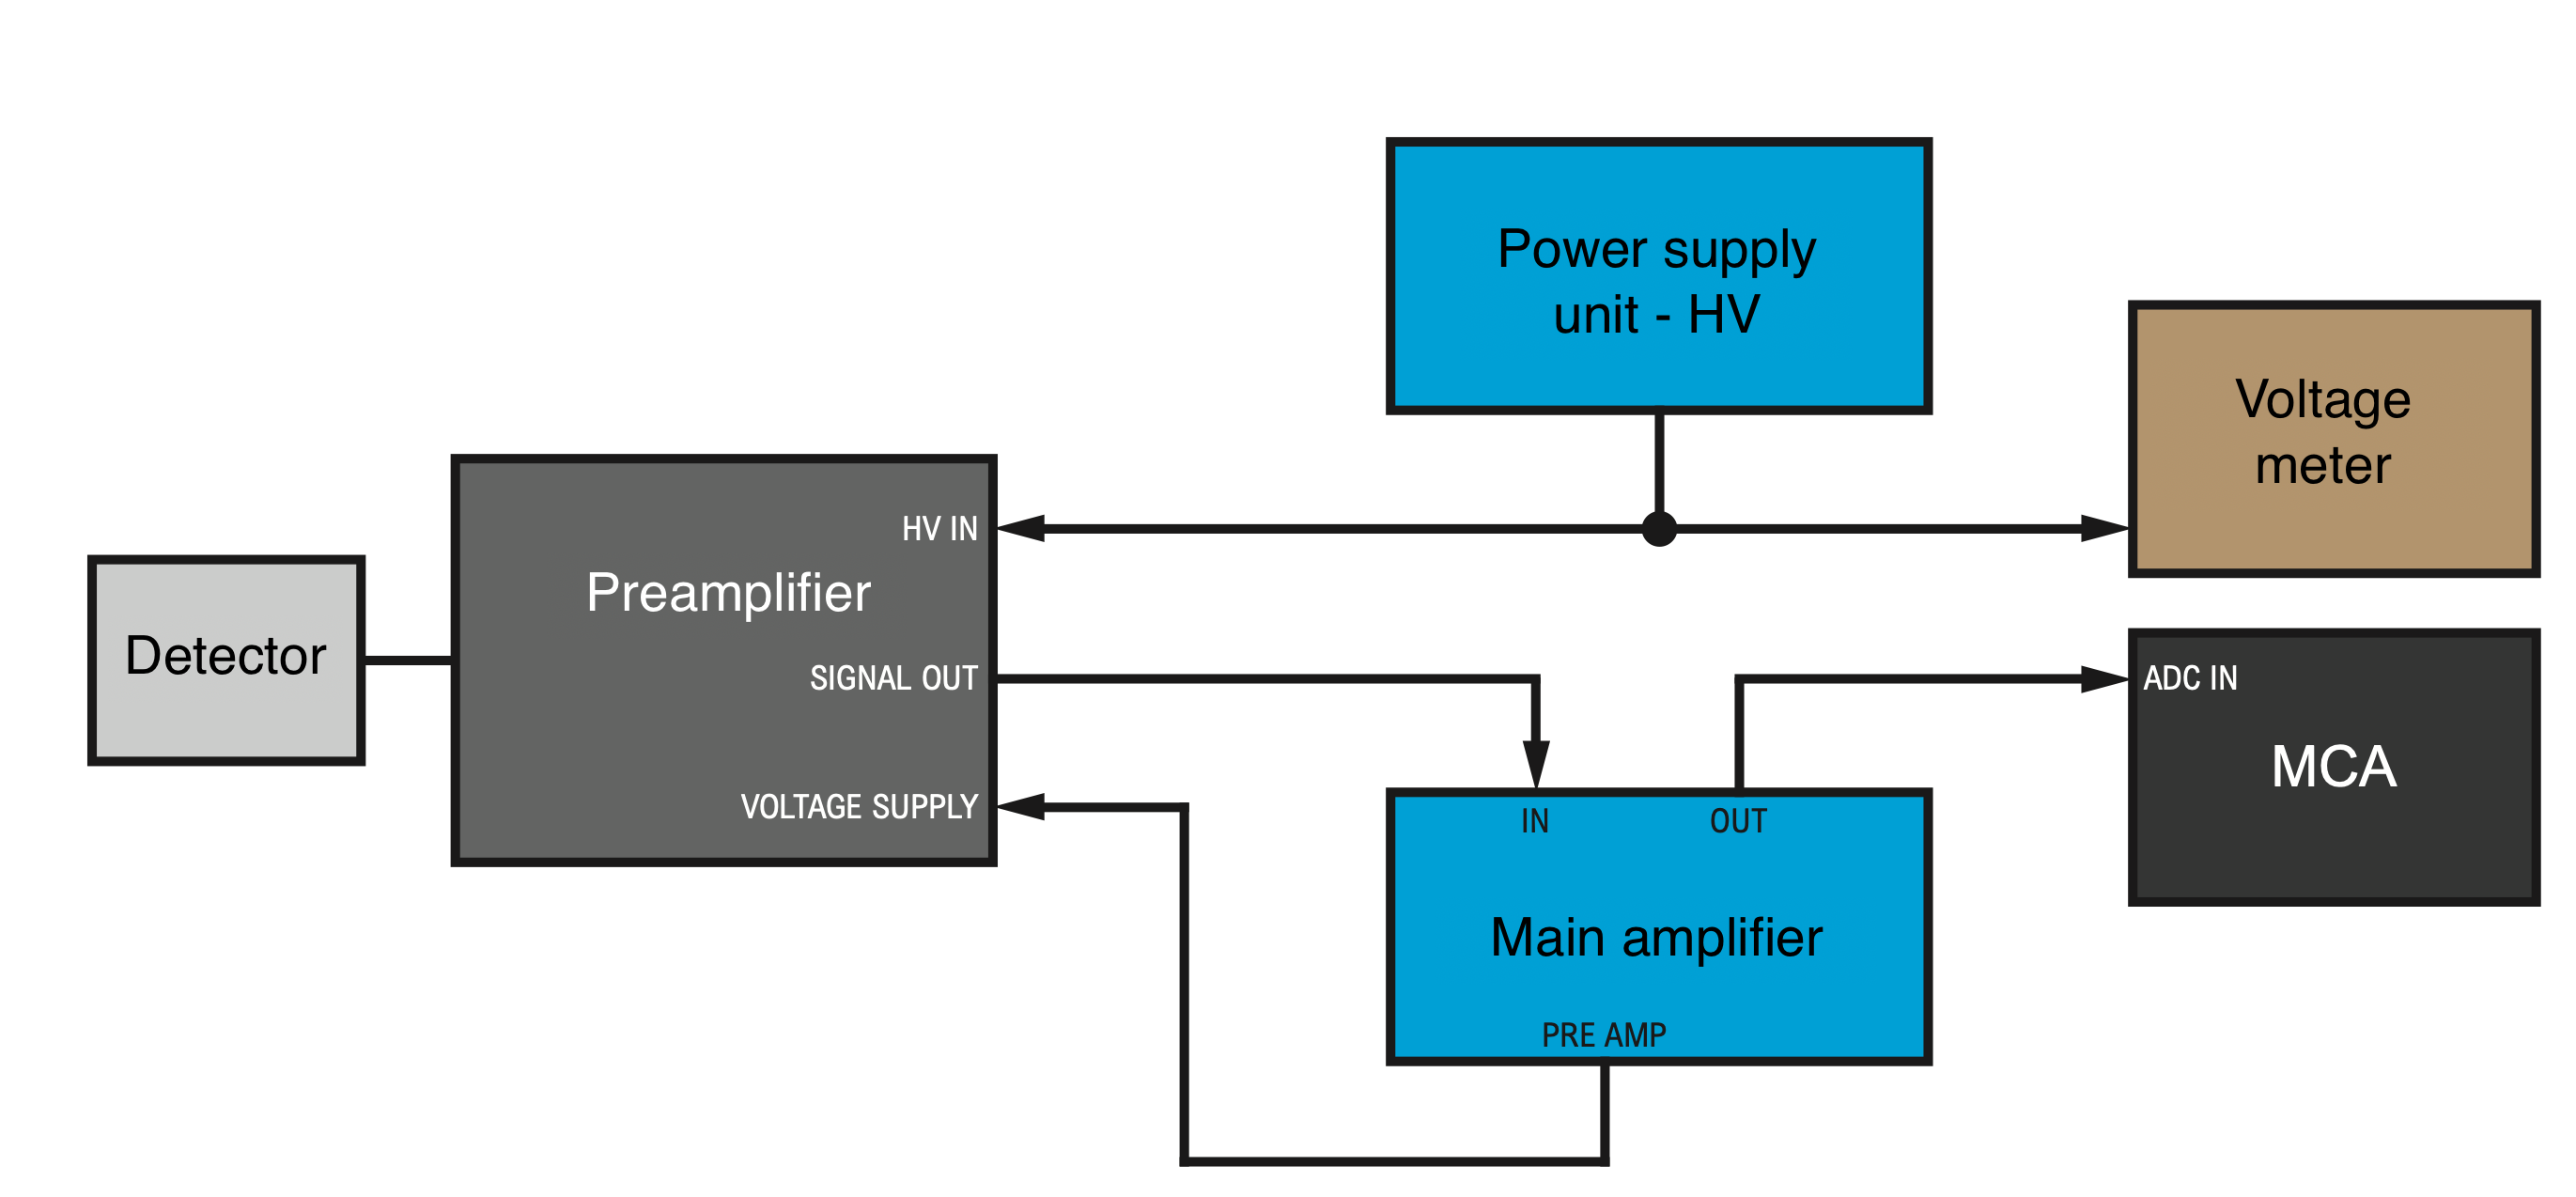 Power supply
unit - HV
Voltage
meter
HV IN
Preamplifier
Detector
SIGNAL OUT
VOLTAGE SUPPLY
ADC IN
MCA
IN
OUT
Main amplifier
PRE AMP